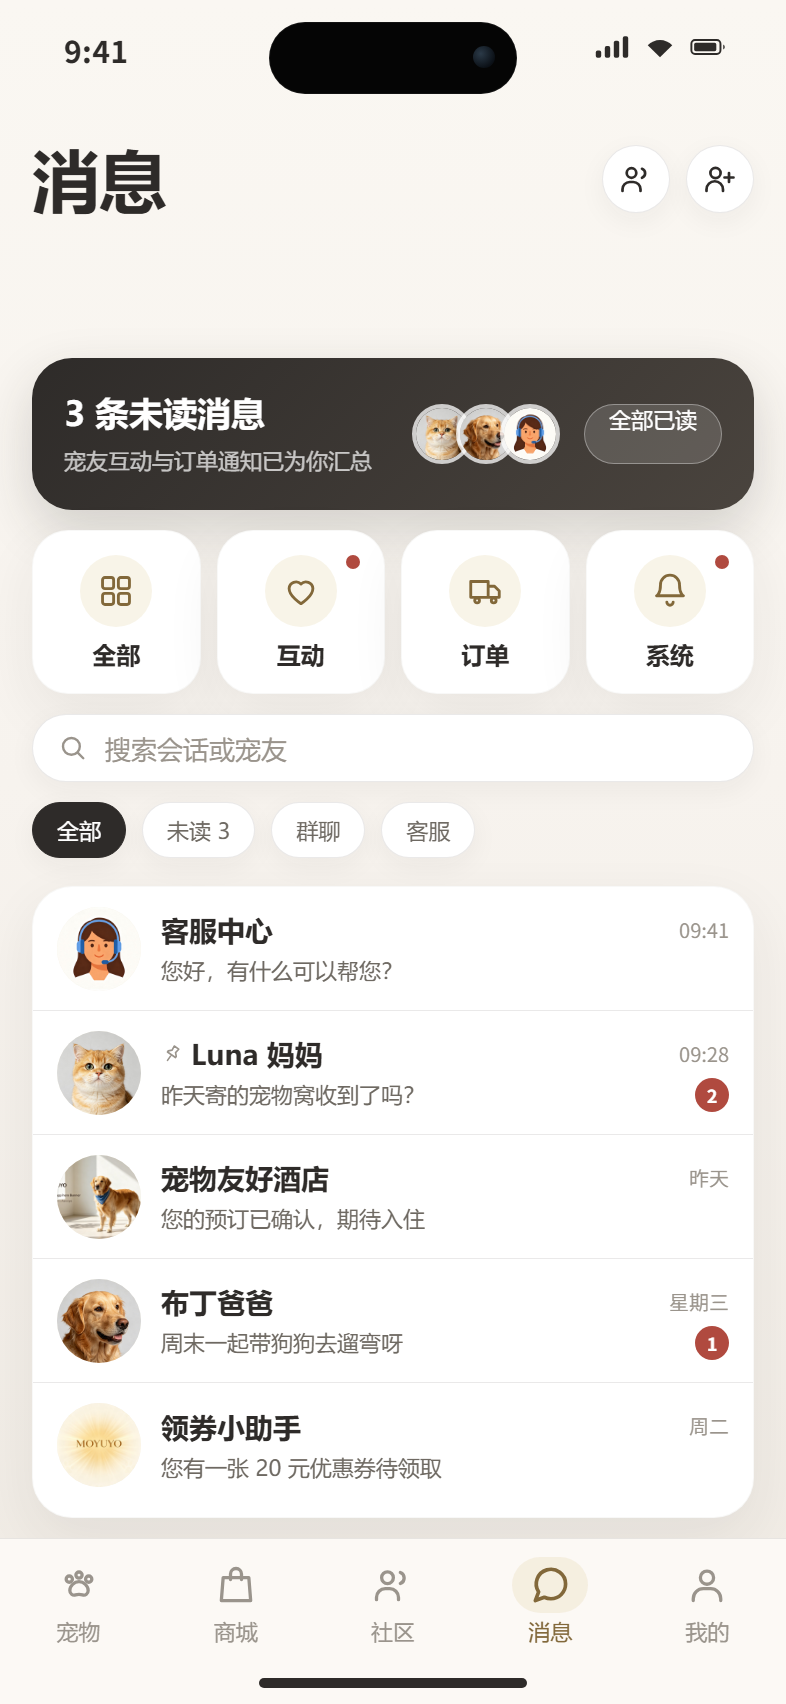 9:41
消息
3 条未读消息
宠友互动与订单通知已为你汇总
全部已读
全部
互动
订单
系统
搜索会话或宠友
全部
未读 3
群聊
客服
客服中心
09:41
您好，有什么可以帮您？
Luna 妈妈
09:28
昨天寄的宠物窝收到了吗？
2
宠物友好酒店
昨天
您的预订已确认，期待入住
布丁爸爸
星期三
周末一起带狗狗去遛弯呀
1
MOYUYO
领券小助手
周二
您有一张 20 元优惠券待领取
宠物
商城
社区
消息
我的